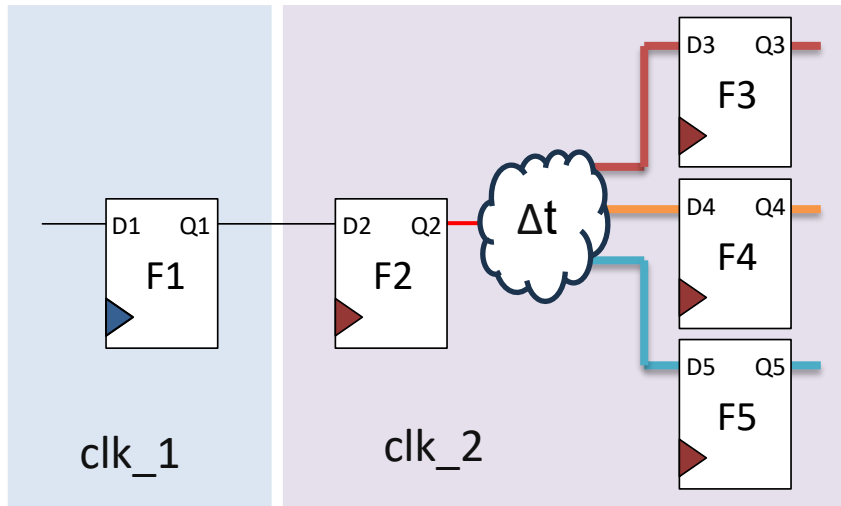 D3 Q3
F3
D1 Q1
F1
D2 Q2
F2
Δt
D4 Q4
F4
D5 Q5
F5
clk_1
clk_2